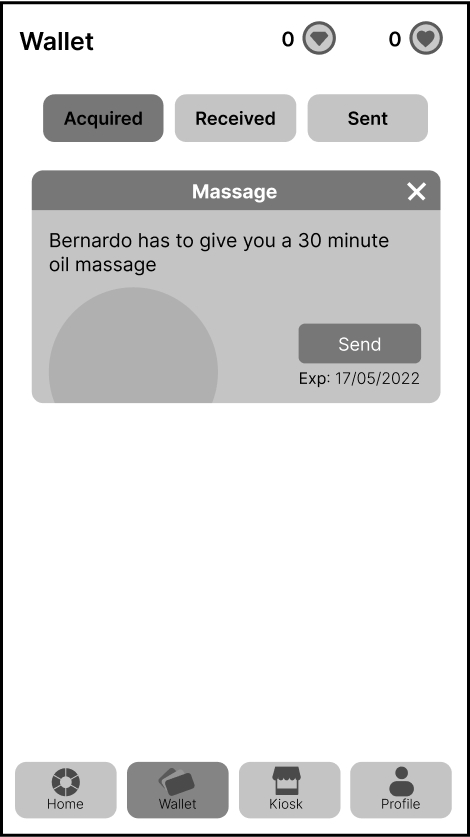 Wallet 0 0
Acquired Received Sent
Massage
Bernardo has to give you a 30 minute
oil massage
Send
Exp: 17/05/2022
Home Wallet Kiosk Profile